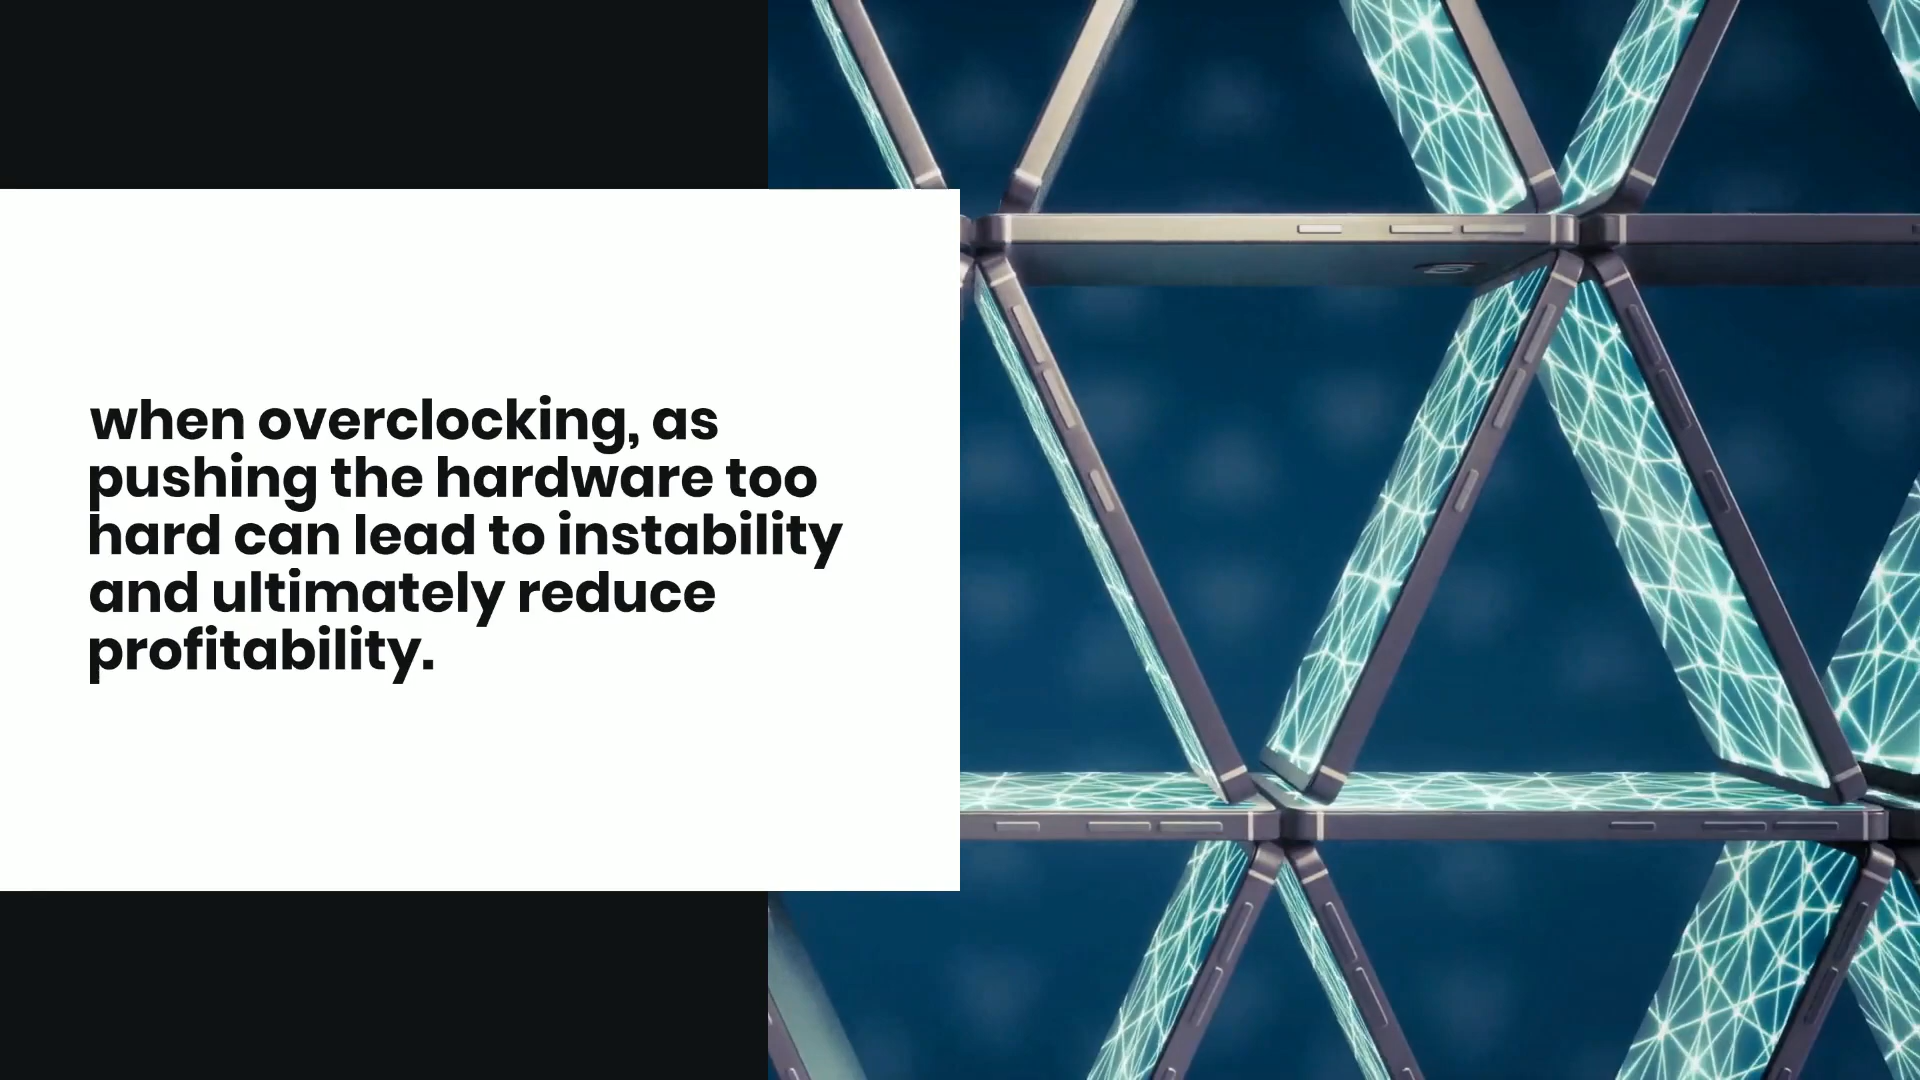 when overclocking, as
pushing the hardware too
hard can lead to instability
and ultimately reduce
profitability.